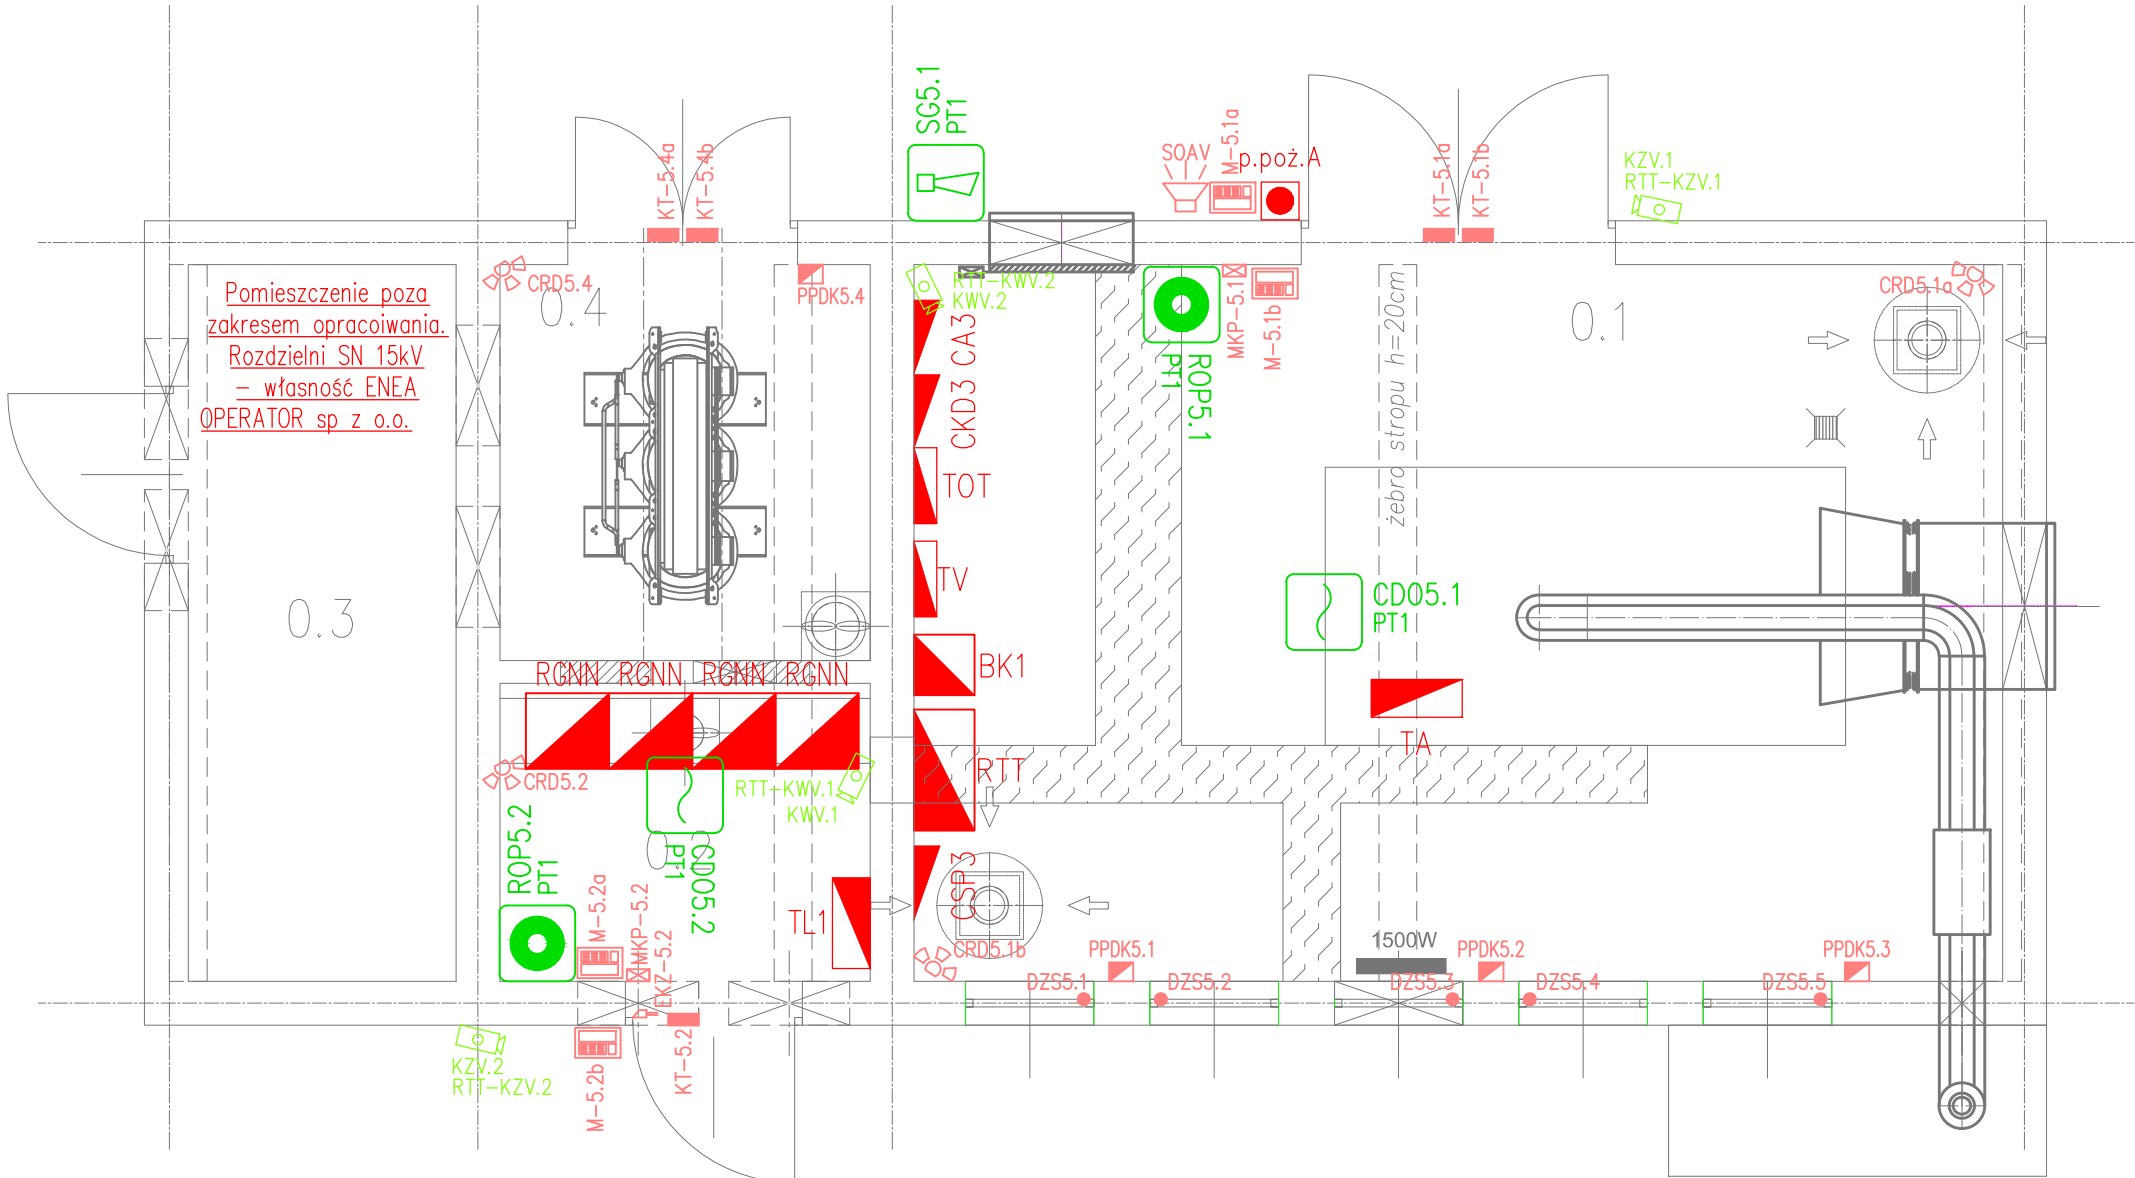 SG5.1
PT1
SOAV
M-5.1a
p.poż.A
KT-5.4a
KT-5.4b
KT-5.1a
KT-5.1b
KZV.1
RTT-KZV.1
Pomieszczenie poza
zakresem opracoiwania.
Rozdzielni SN 15kV
- własność ENEA
OPERATOR sp z o.o.
CRD5.4
0.4
PPDK5.4
RTT-KWV.2
KWV.2
MKP-5.1
M-5.1b
CRD5.1a
0.1
CA3
CKD3
ROP5.1
PT1
żebro stropu h=20cm
TOT
TV
0.3
CDO5.1
PT1
BK1
RGNN
RGNN
RGNN
RGNN
TA
RTT
CRD5.2
RTT-KWV.1
KWV.1
ROP5.2
PT1
CDO5.2
PT1
CSP 3
TL1
M-5.2a
MKP-5.2
EKZ-5.2
CRD5.1b
1500W
PPDK5.1
PPDK5.2
PPDK5.3
DZS5.1
DZS5.2
DZS5.3
DZS5.4
DZS5.5
KZV.2
RTT-KZV.2
M-5.2b
KT-5.2